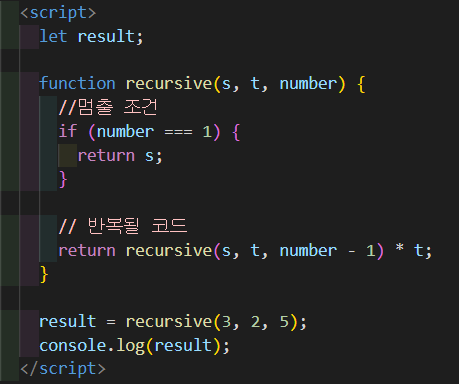 <script>
let result;
function recursive(s, t, number) {
//멈출 조건
if (number === 1) {
return s;
}
// 반복될 코드
return recursive(s, t, number - 1) * t;
}
result = recursive(3, 2, 5);
console.log(result);
</script>